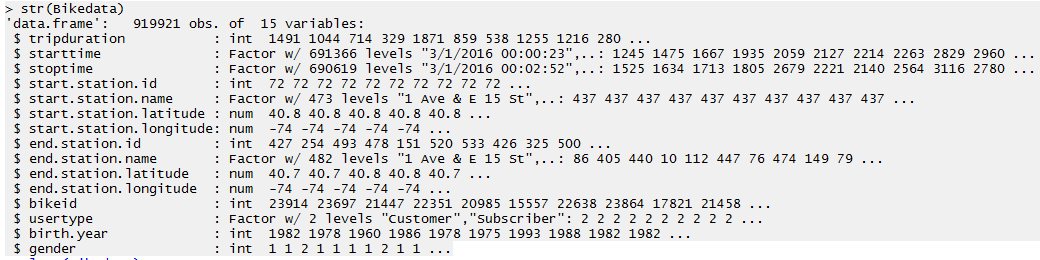 > str(Bikedata)
'data.frame':   919921 obs. of  15 variables:
 $ tripduration           : int  1491 1044 714 329 1871 859 538 1255 1216 280 ...
 $ starttime              : Factor w/ 691366 levels "3/1/2016 00:00:23",..: 1245 1475 1667 1935 2059 2127 2214 2263 2829 2960 ...
 $ stoptime               : Factor w/ 690619 levels "3/1/2016 00:02:52",..: 1525 1634 1713 1805 2679 2221 2140 2564 3116 2780 ...
 $ start.station.id       : int  72 72 72 72 72 72 72 72 72 72 ...
 $ start.station.name     : Factor w/ 473 levels "1 Ave & E 15 St",..: 437 437 437 437 437 437 437 437 437 437 ...
 $ start.station.latitude : num  40.8 40.8 40.8 40.8 40.8 ...
 $ start.station.longitude: num  -74 -74 -74 -74 -74 ...
 $ end.station.id         : int  427 254 493 478 151 520 533 426 325 500 ...
 $ end.station.name       : Factor w/ 482 levels "1 Ave & E 15 St",..: 86 405 440 10 112 447 76 474 149 79 ...
 $ end.station.latitude   : num  40.7 40.7 40.8 40.8 40.7 ...
 $ end.station.longitude  : num  -74 -74 -74 -74 -74 ...
 $ bikeid                 : int  23914 23697 21447 22351 20985 15557 22638 23864 17821 21458 ...
 $ usertype               : Factor w/ 2 levels "Customer","Subscriber": 2 2 2 2 2 2 2 2 2 2 ...
 $ birth.year             : int  1982 1978 1960 1986 1978 1975 1993 1988 1982 1982 ...
 $ gender                 : int  1 1 2 1 1 1 1 2 1 1 ...